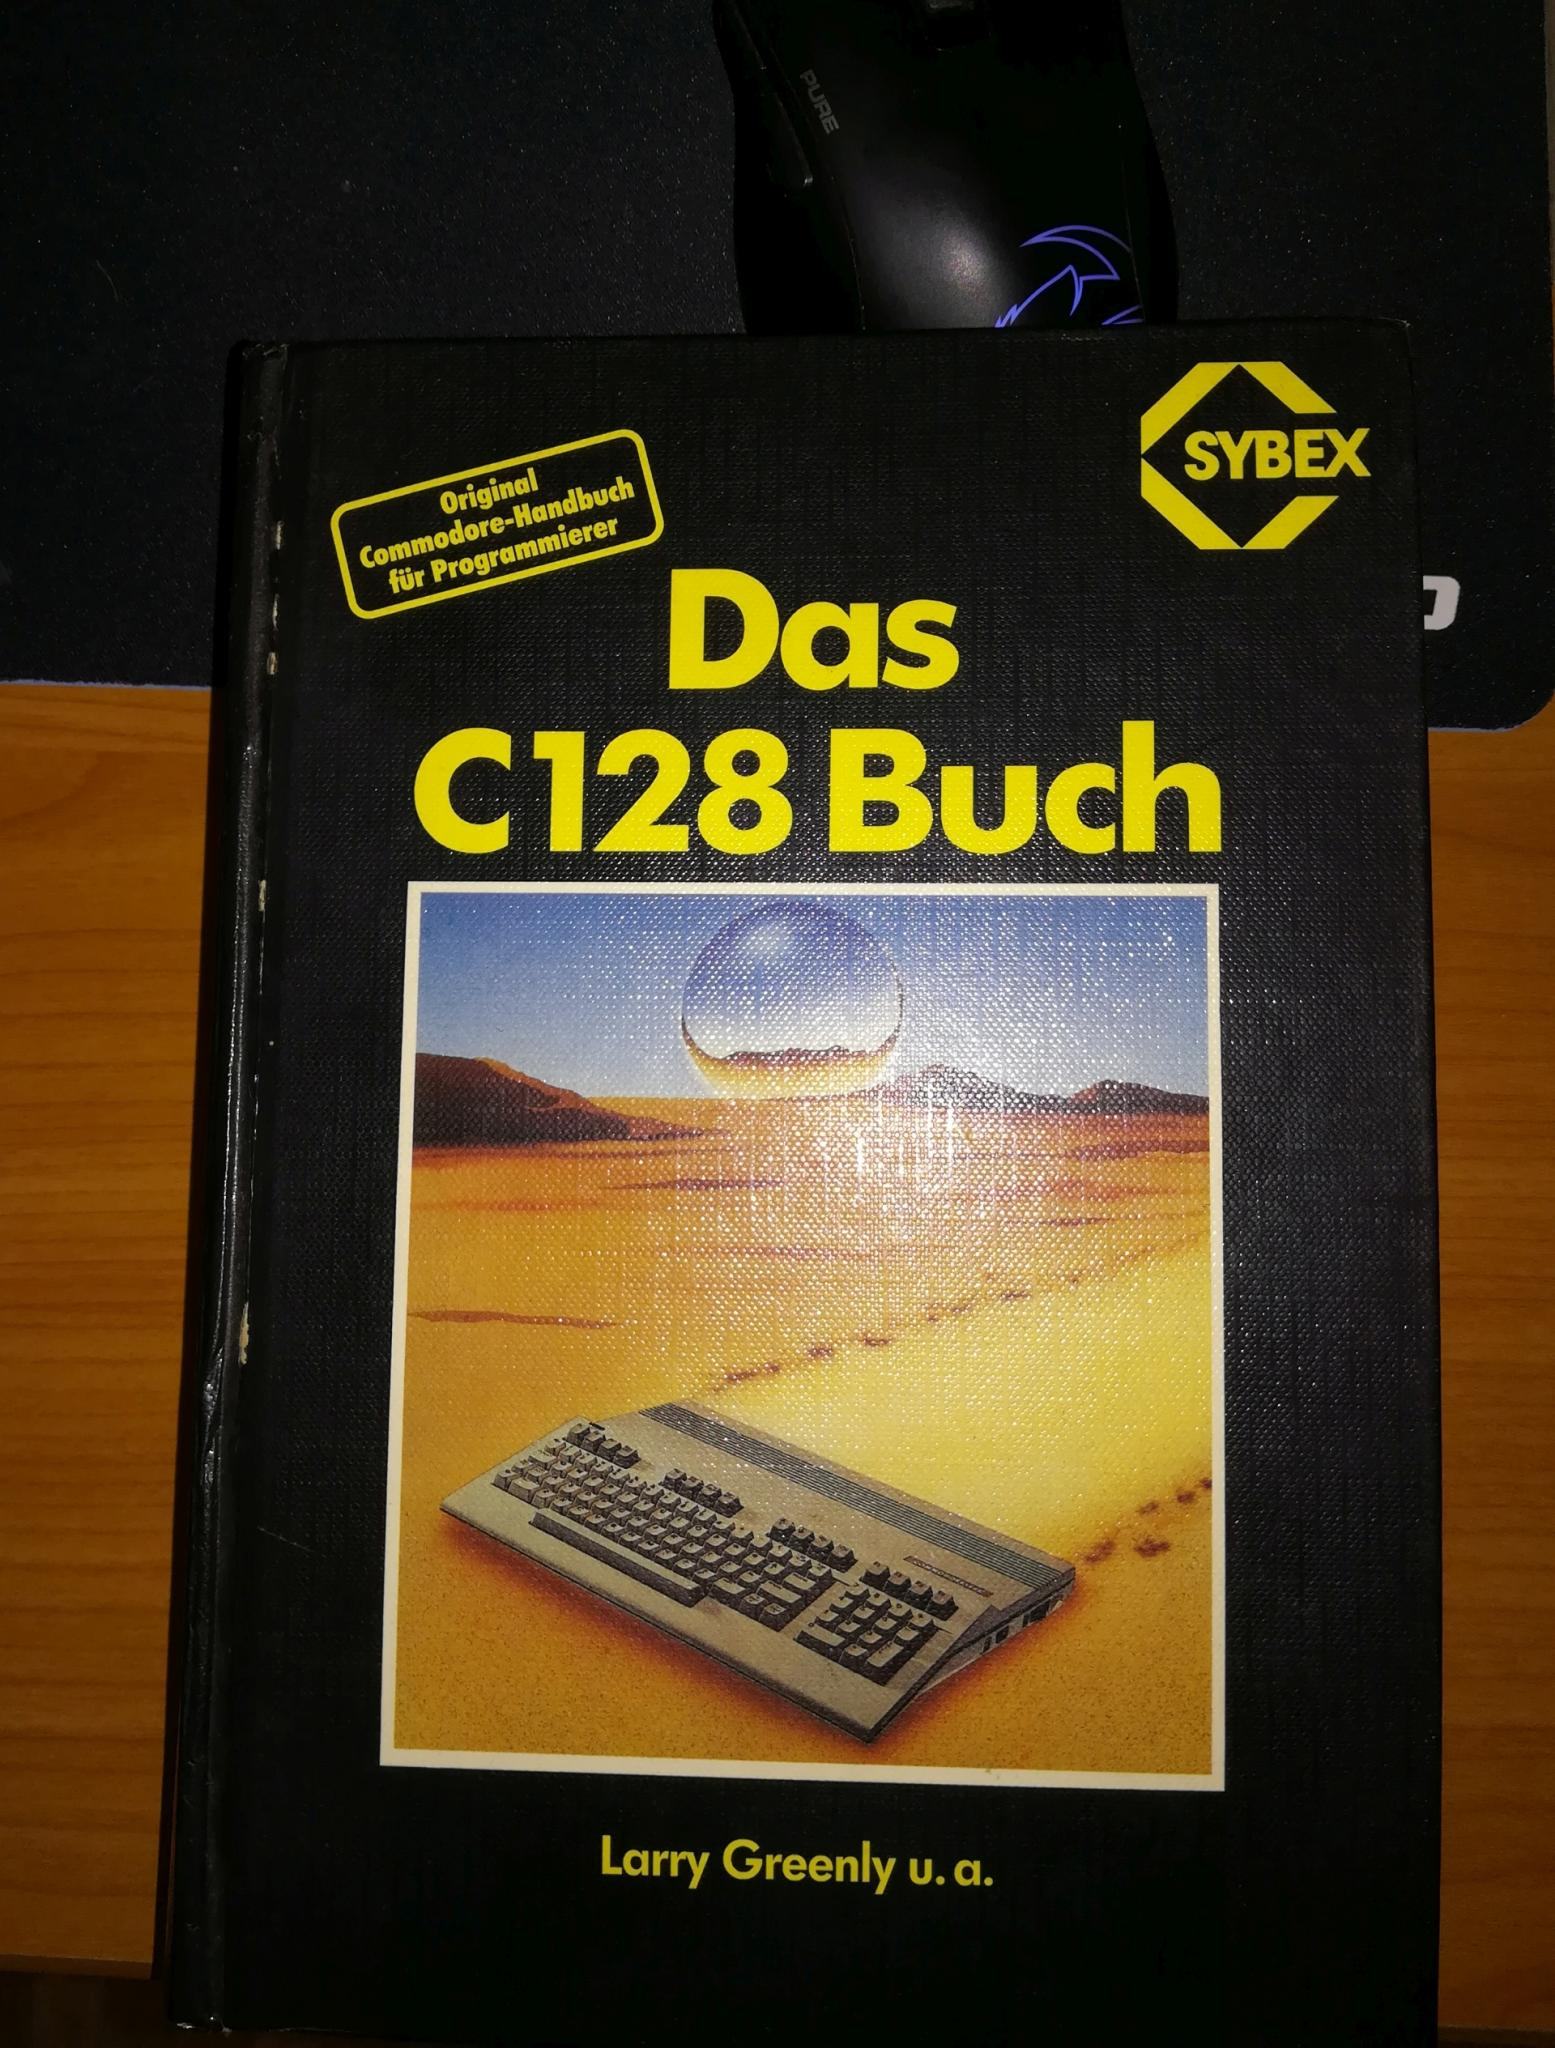 PURE
SYBEX
Original
Commodore-Handbuch
für Programmierer
Das
C128 Buch
Larry Greenly u. a.